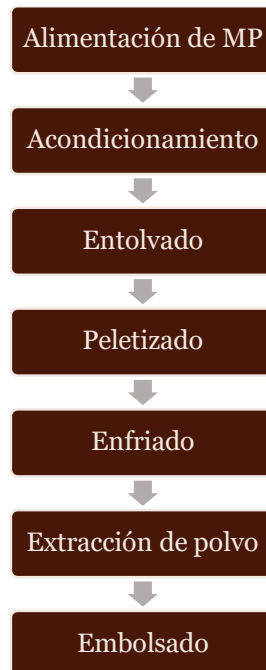 Alimentación de MP
Acondicionamiento
Entolvado
Peletizado
Enfriado
Extracción de polvo
Embolsado